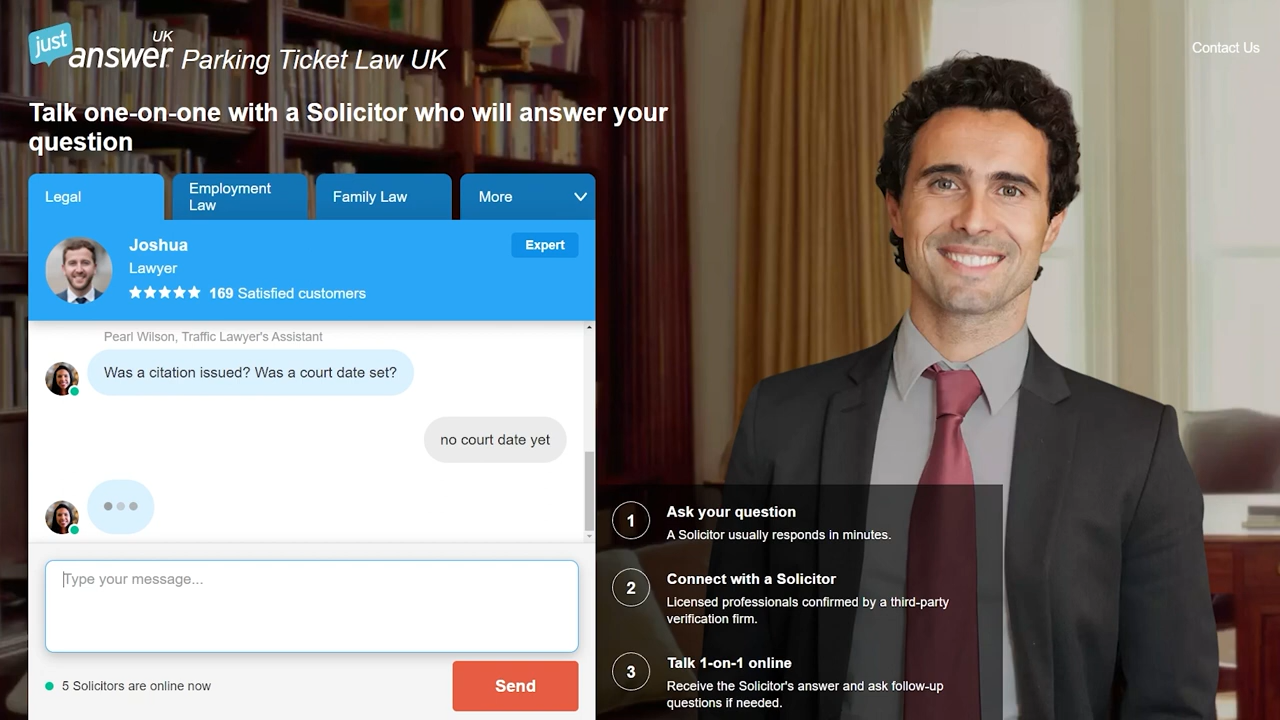 just answer UK Parking Ticket Law UK
Contact Us
Talk one-on-one with a Solicitor who will answer your
question
Legal
Employment
Law
Family Law
More
Joshua
Expert
Lawyer
169 Satisfied customers
Pearl Wilson, Traffic Lawyer's Assistant
Was a citation issued? Was a court date set?
no court date yet
Type your message...
5 Solicitors are online now
Send
1
Ask your question
A Solicitor usually responds in minutes.
2
Connect with a Solicitor
Licensed professionals confirmed by a third-party
verification firm.
3
Talk 1-on-1 online
Receive the Solicitor's answer and ask follow-up
questions if needed.